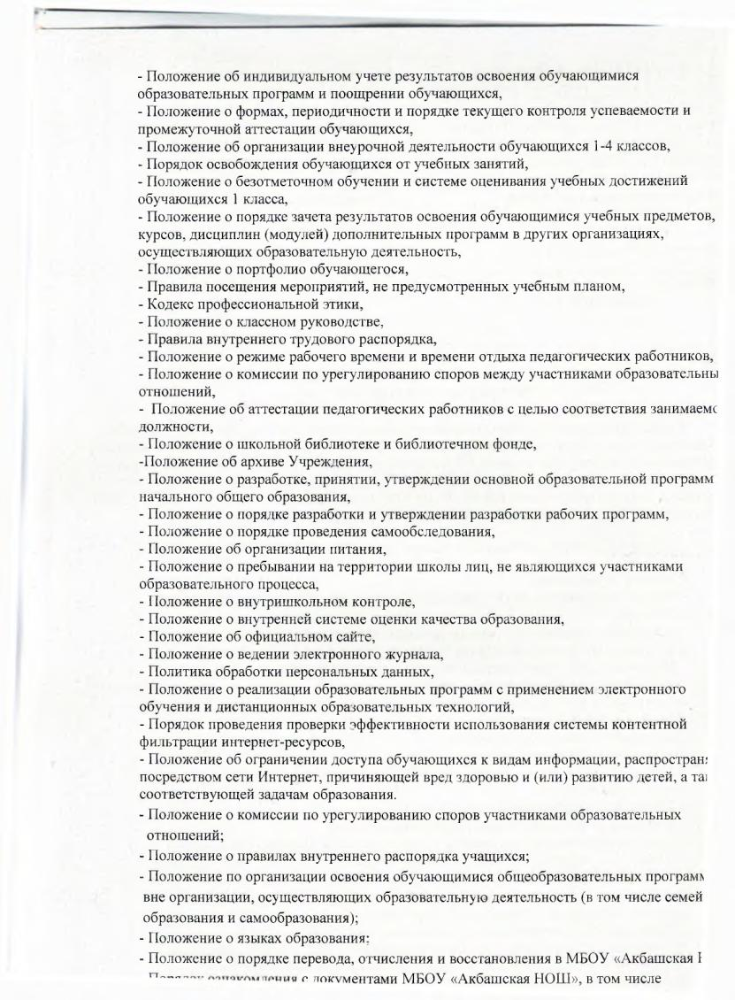 - Положение об индивидуальном учете результатов освоения обучающимися
образовательных программ и поощрении обучающихся,
- Положение о формах, периодичности и порядке текущего контроля успеваемости и
промежуточной аттестации обучающихся,
- Положение об организации внеурочной деятельности обучающихся 1-4 классов,
- Порядок освобождения обучающихся от учебных занятий,
- Положение о безотметочном обучении и системе оценивания учебных достижений
обучающихся 1 класса,
- Положение о порядке зачета результатов освоения обучающимися учебных предметов,
курсов, дисциплин (модулей) дополнительных программ в других организациях,
осуществляющих образовательную деятельность,
- Положение о портфолио обучающегося,
- Правила посещения мероприятий, не предусмотренных учебным планом,
- Кодекс профессиональной этики,
- Положение о классном руководстве,
- Правила внутреннего трудового распорядка,
- Положение о режиме рабочего времени и времени отдыха педагогических работников,
- Положение о комиссии по урегулированию споров между участниками образовательны
отношений,
- Положение об аттестации педагогических работников с целью соответствия занимаемо
должности,
- Положение о школьной библиотеке и библиотечном фонде,
-Положение об архиве Учреждения,
- Положение о разработке, принятии, утверждении основной образовательной программ
начального общего образования,
- Положение о порядке разработки и утверждении разработки рабочих программ,
- Положение о порядке проведения самообследования,
- Положение об организации питания,
- Положение о пребывании на территории школы лиц, не являющихся участниками
образовательного процесса,
- Положение о внутришкольном контроле,
- Положение о внутренней системе оценки качества образования,
- Положение об официальном сайте,
- Положение о ведении электронного журнала,
- Политика обработки персональных данных,
- Положение о реализации образовательных программ с применением электронного
обучения и дистанционных образовательных технологий,
- Порядок проведения проверки эффективности использования системы контентной
фильтрации интернет-ресурсов,
- Положение об ограничении доступа обучающихся к видам информации, распростран
посредством сети Интернет, причиняющей вред здоровью и (или) развитию детей, а та
соответствующей задачам образования.
- Положение о комиссии по урегулированию споров участниками образовательных
отношений;
- Положение о правилах внутреннего распорядка учащихся;
- Положение по организации освоения обучающимися общеобразовательных программ
вне организации, осуществляющих образовательную деятельность (в том числе семей
образования и самообразования);
- Положение о языках образования;
- Положение о порядке перевода, отчисления и восстановления в МБОУ «Акбашская Н
Порядок ознакомления с документами МБОУ «Акбашская НОШ», в том числе